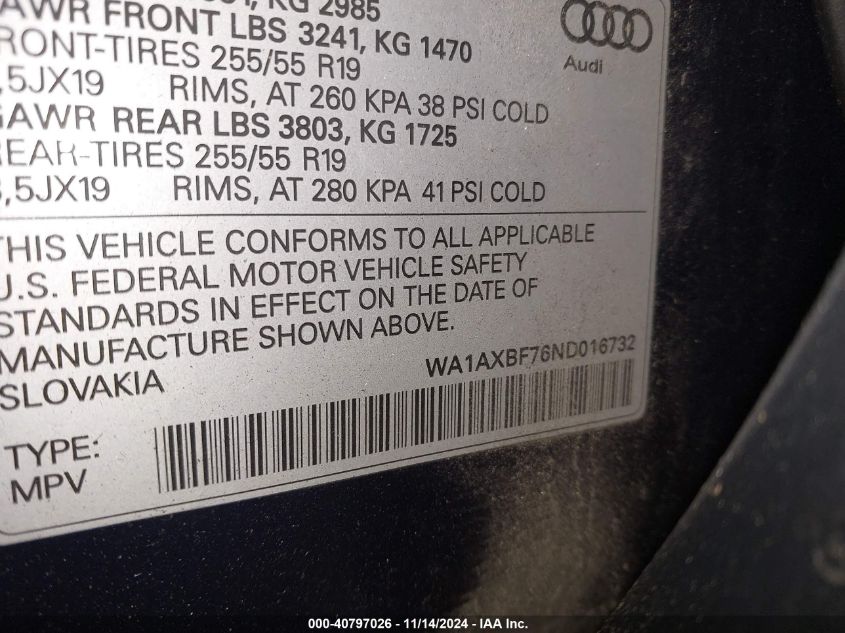 KG 2985
AWR FRONT LBS 3241, KG 1470
RONT-TIRES 255/55 R19
,5JX19 RIMS, AT 260 KPA 38 PSI COLD
GAWR REAR LBS 3803, KG 1725
REAR-TIRES 255/55 R19
8,5JX19 RIMS, AT 280 KPA 41 PSI COLD
Audi
THIS VEHICLE CONFORMS TO ALL APPLICABLE
U.S. FEDERAL MOTOR VEHICLE SAFETY
STANDARDS IN EFFECT ON THE DATE OF
MANUFACTURE SHOWN ABOVE.
SLOVAKIA
WA1AXBF76ND016732
TYPE:
MPV
000-40797026 - 11/14/2024 - IAA Inc.